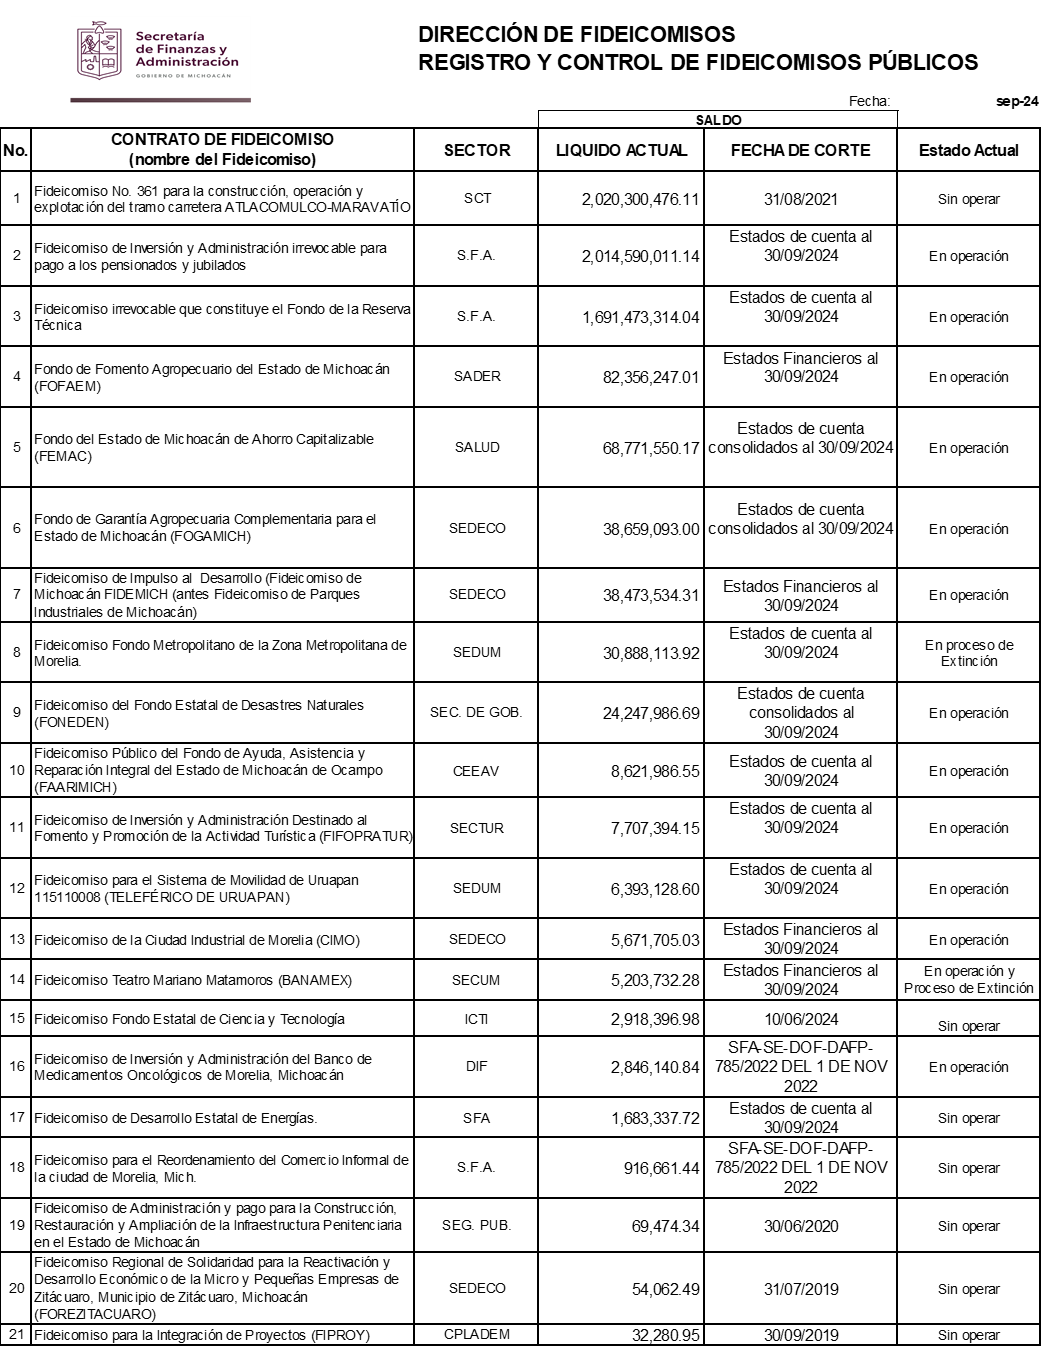 Secretaría
de Finanzas y
Administración
GOBIERNO DE MICHOACÁN
DIRECCIÓN DE FIDEICOMISOS
REGISTRO Y CONTROL DE FIDEICOMISOS PÚBLICOS
Fecha: sep-24
SALDO
No. CONTRATO DE FIDEICOMISO
(nombre del Fideicomiso) SECTOR LIQUIDO ACTUAL FECHA DE CORTE Estado Actual
1 Fideicomiso No. 361 para la construcción, operación y
explotación del tramo carretera ATLACOMULCO-MARAVATÍO SCT 2,020,300,476.11 31/08/2021 Sin operar
2 Fideicomiso de Inversión y Administración irrevocable para
pago a los pensionados y jubilados S.F.A. 2,014,590,011.14 Estados de cuenta al
30/09/2024 En operación
3 Fideicomiso irrevocable que constituye el Fondo de la Reserva
Técnica S.F.A. 1,691,473,314.04 Estados de cuenta al
30/09/2024 En operación
4 Fondo de Fomento Agropecuario del Estado de Michoacán
(FOFAEM) SADER 82,356,247.01 Estados Financieros al
30/09/2024 En operación
5 Fondo del Estado de Michoacán de Ahorro Capitalizable
(FEMAC) SALUD 68,771,550.17 Estados de cuenta
consolidados al 30/09/2024 En operación
6 Fondo de Garantía Agropecuaria Complementaria para el
Estado de Michoacán (FOGAMICH) SEDECO 38,659,093.00 Estados de cuenta
consolidados al 30/09/2024 En operación
7 Fideicomiso de Impulso al  Desarrollo (Fideicomiso de
Michoacán FIDEMICH (antes Fideicomiso de Parques
Industriales de Michoacán) SEDECO 38,473,534.31 Estados Financieros al
30/09/2024 En operación
8 Fideicomiso Fondo Metropolitano de la Zona Metropolitana de
Morelia. SEDUM 30,888,113.92 Estados de cuenta al
30/09/2024 En proceso de
Extinción
9 Fideicomiso del Fondo Estatal de Desastres Naturales
(FONEDEN) SEC. DE GOB. 24,247,986.69 Estados de cuenta
consolidados al
30/09/2024 En operación
10 Fideicomiso Público del Fondo de Ayuda, Asistencia y
Reparación Integral del Estado de Michoacán de Ocampo
(FAARIMICH) CEEAV 8,621,986.55 Estados de cuenta al
30/09/2024 En operación
11 Fideicomiso de Inversión y Administración Destinado al
Fomento y Promoción de la Actividad Turística (FIFOPRATUR) SECTUR 7,707,394.15 Estados de cuenta al
30/09/2024 En operación
12 Fideicomiso para el Sistema de Movilidad de Uruapan
115110008 (TELEFÉRICO DE URUAPAN) SEDUM 6,393,128.60 Estados de cuenta al
30/09/2024 En operación
13 Fideicomiso de la Ciudad Industrial de Morelia (CIMO) SEDECO 5,671,705.03 Estados Financieros al
30/09/2024 En operación
14 Fideicomiso Teatro Mariano Matamoros (BANAMEX) SECUM 5,203,732.28 Estados Financieros al
30/09/2024 En operación y
Proceso de Extinción
15 Fideicomiso Fondo Estatal de Ciencia y Tecnología ICTI 2,918,396.98 10/06/2024 Sin operar
16 Fideicomiso de Inversión y Administración del Banco de
Medicamentos Oncológicos de Morelia, Michoacán DIF 2,846,140.84 SFA-SE-DOF-DAFP-
785/2022 DEL 1 DE NOV
2022 En operación
17 Fideicomiso de Desarrollo Estatal de Energías. SFA 1,683,337.72 Estados de cuenta al
30/09/2024 Sin operar
18 Fideicomiso para el Reordenamiento del Comercio Informal de
la ciudad de Morelia, Mich. S.F.A. 916,661.44 SFA-SE-DOF-DAFP-
785/2022 DEL 1 DE NOV
2022 Sin operar
19 Fideicomiso de Administración y pago para la Construcción,
Restauración y Ampliación de la Infraestructura Penitenciaria
en el Estado de Michoacán SEG. PUB. 69,474.34 30/06/2020 Sin operar
20 Fideicomiso Regional de Solidaridad para la Reactivación y
Desarrollo Económico de la Micro y Pequeñas Empresas de
Zitácuaro, Municipio de Zitácuaro, Michoacán
(FOREZITACUARO) SEDECO 54,062.49 31/07/2019 Sin operar
21 Fideicomiso para la Integración de Proyectos (FIPROY) CPLADEM 32,280.95 30/09/2019 Sin operar